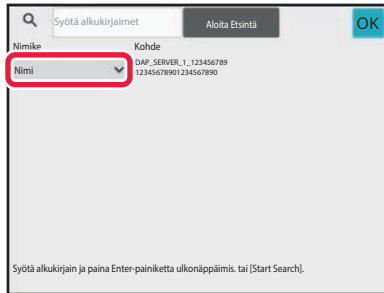 Syötä alkukirjaimet
Aloita Etsintä
OK
Nimike
Kohde
Nimi
DAP_SERVER_1_123456789
12345678901234567890
Syötä alkukirjain ja paina Enter-painiketta ulkonäppäimis. tai [Start Search].